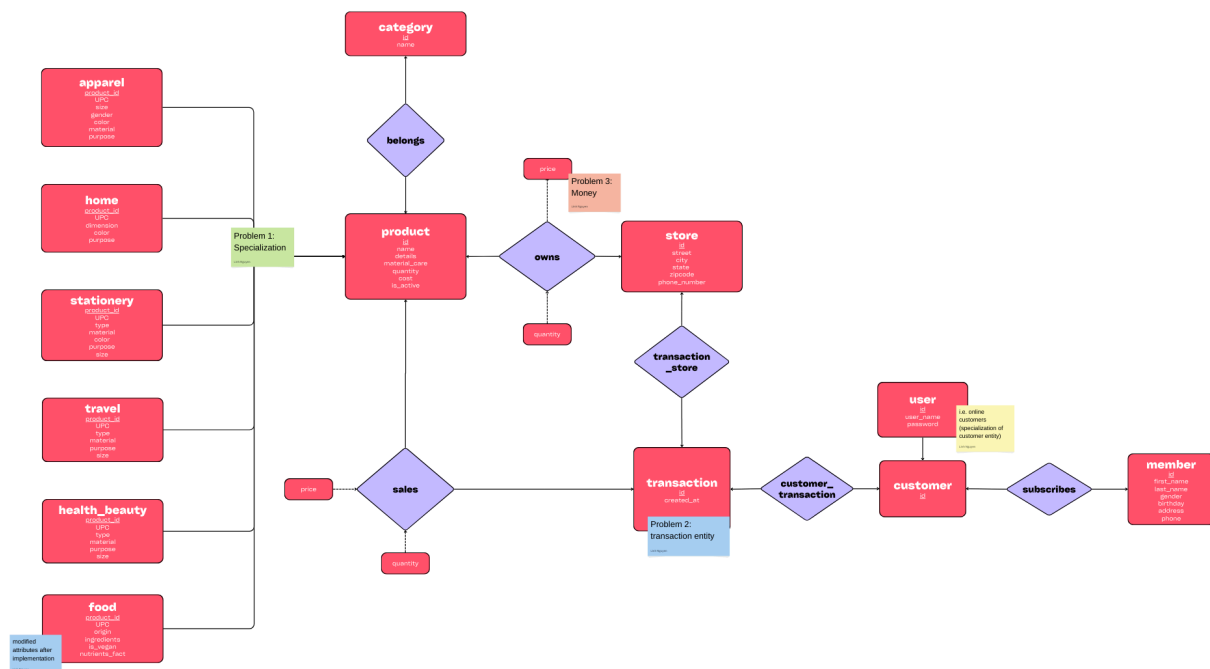 category
id
name
apparel
product_id
UPC
size
gender
color
material
purpose
belongs
home
product_id
UPC
dimension
color
purpose
Problem 1:
Specialization
product
id
name
details
material_care
quantity
cost
is_active
price
Problem 3:
Money
owns
quantity
store
id
street
city
state
zipcode
phone_number
stationery
product_id
UPC
type
material
color
purpose
size
transaction
_store
travel
product_id
UPC
type
material
purpose
size
user
id
user_name
password
i.e. online
customers
(specialization of
customer entity)
price
sales
quantity
transaction
id
created_at
Problem 2:
transaction entity
customer_
transaction
customer
id
subscribes
member
id
first_name
last_name
gender
birthday
address
phone
health_beauty
product_id
UPC
type
material
purpose
size
food
product_id
UPC
origin
ingredients
is_vegan
nutrients_fact
modified
attributes after
implementation